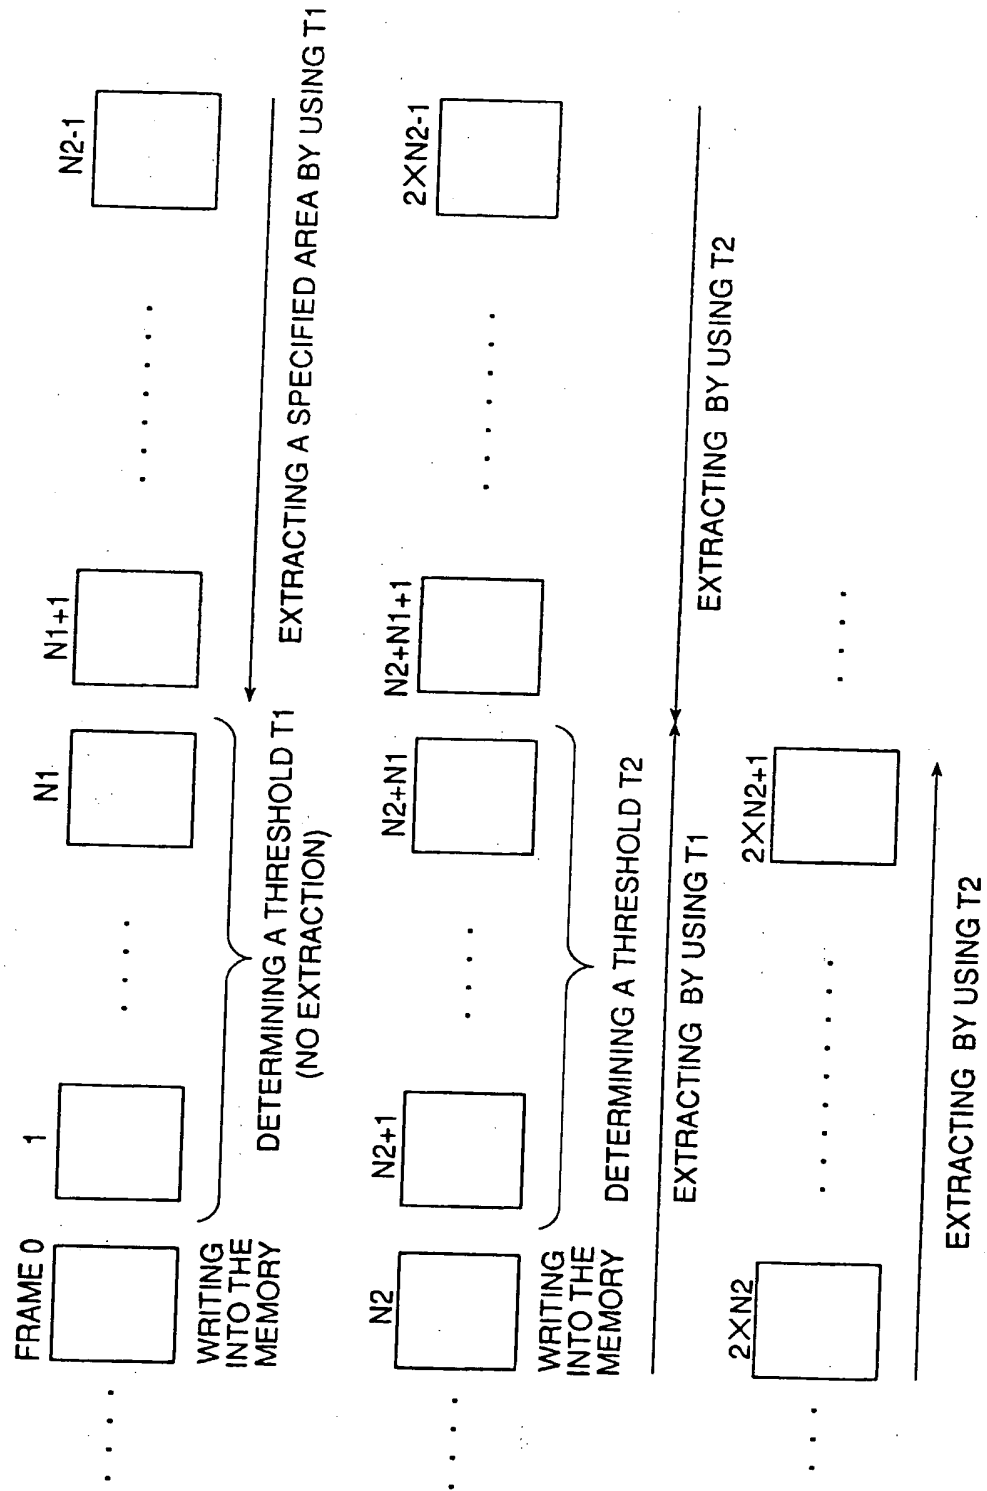 FRAME 0 1 N1 N1+1 N2-1
WRITING
INTO THE
MEMORY
DETERMINING A THRESHOLD T1
(NO EXTRACTION)
EXTRACTING A SPECIFIED AREA BY USING T1
N2 N2+1 N2+N1 N2+N1+1 2×N2-1
WRITING
INTO THE
MEMORY
DETERMINING A THRESHOLD T2
EXTRACTING BY USING T1
EXTRACTING BY USING T2
2×N2 2×N2+1
EXTRACTING BY USING T2